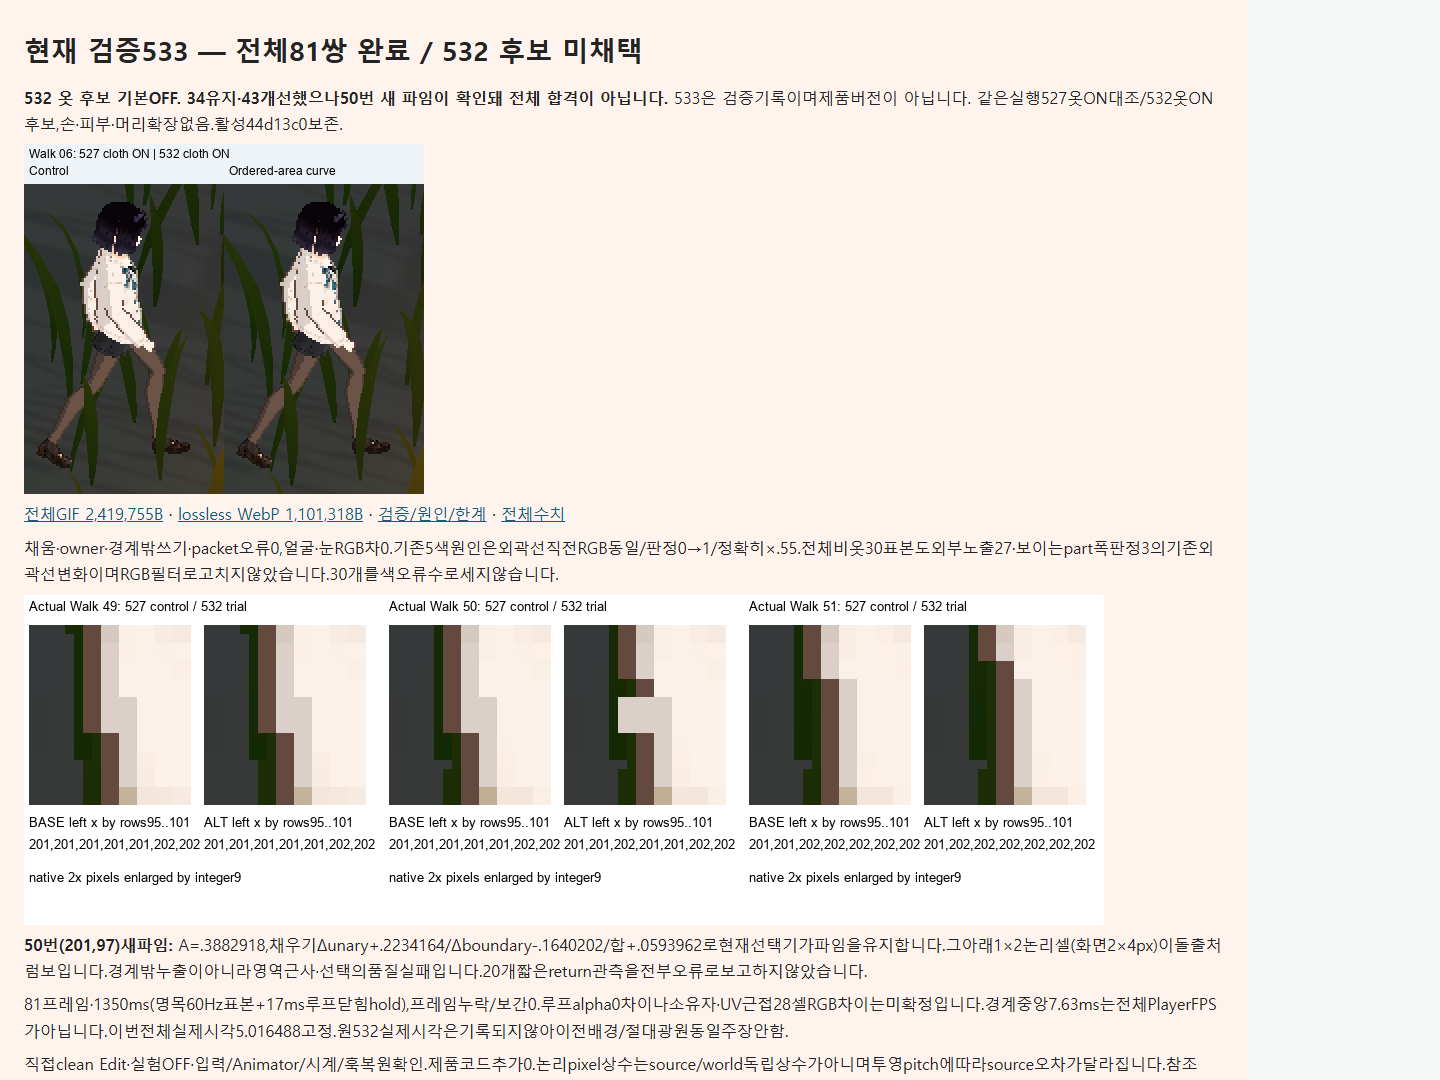 현재 검증533 — 전체81쌍 완료 / 532 후보 미채택
532 옷 후보 기본OFF. 34유지·43개선했으나50번 새 파임이 확인돼 전체 합격이 아닙니다. 533은 검증기록이며제품버전이 아닙니다. 같은실행527옷ON대조/532옷ON
후보,손·피부·머리확장없음.활성44d13c0보존.
Walk 06: 527 cloth ON | 532 cloth ON
Control Ordered-area curve
전체GIF 2,419,755B · lossless WebP 1,101,318B · 검증/원인/한계 · 전체수치
채움·owner·경계밖쓰기·packet오류0,얼굴·눈RGB차0.기존5색원인은외곽선직전RGB동일/판정0→1/정확히×.55.전체비옷30표본도외부노출27·보이는part폭판정3의기존외
곽선변화이며RGB필터로고치지않았습니다.30개를색오류수로세지않습니다.
Actual Walk 49: 527 control / 532 trial Actual Walk 50: 527 control / 532 trial Actual Walk 51: 527 control / 532 trial
BASE left x by rows95..101 ALT left x by rows95..101 BASE left x by rows95..101 ALT left x by rows95..101 BASE left x by rows95..101 ALT left x by rows95..101
201,201,201,201,201,202,202 201,201,201,201,201,202,202 201,201,201,201,201,202,202 201,201,202,201,201,202,202 201,201,202,202,202,202,202 201,202,202,202,202,202,202
native 2x pixels enlarged by integer9 native 2x pixels enlarged by integer9 native 2x pixels enlarged by integer9
50번(201,97)새파임: A=.3882918,채우기Δunary+.2234164/Δboundary-.1640202/합+.0593962로현재선택기가파임을유지합니다.그아래1×2논리셀(화면2×4px)이돌출처
럼보입니다.경계밖누출이아니라영역근사·선택의품질실패입니다.20개짧은return관측을전부오류로보고하지않았습니다.
81프레임·1350ms(명목60Hz표본+17ms루프닫힘hold),프레임누락/보간0.루프alpha0차이나소유자·UV근접28셀RGB차이는미확정입니다.경계중앙7.63ms는전체PlayerFPS
가아닙니다.이번전체실제시각5.016488고정.원532실제시각은기록되지않아이전배경/절대광원동일주장안함.
직접clean Edit·실험OFF·입력/Animator/시계/훅복원확인.제품코드추가0.논리pixel상수는source/world독립상수가아니며투영pitch에따라source오차가달라집니다.참조